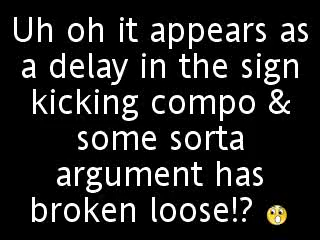 Uh oh it appears as
a delay in the sign
kicking compo &
some sorta
argument has
broken loose!? 😲